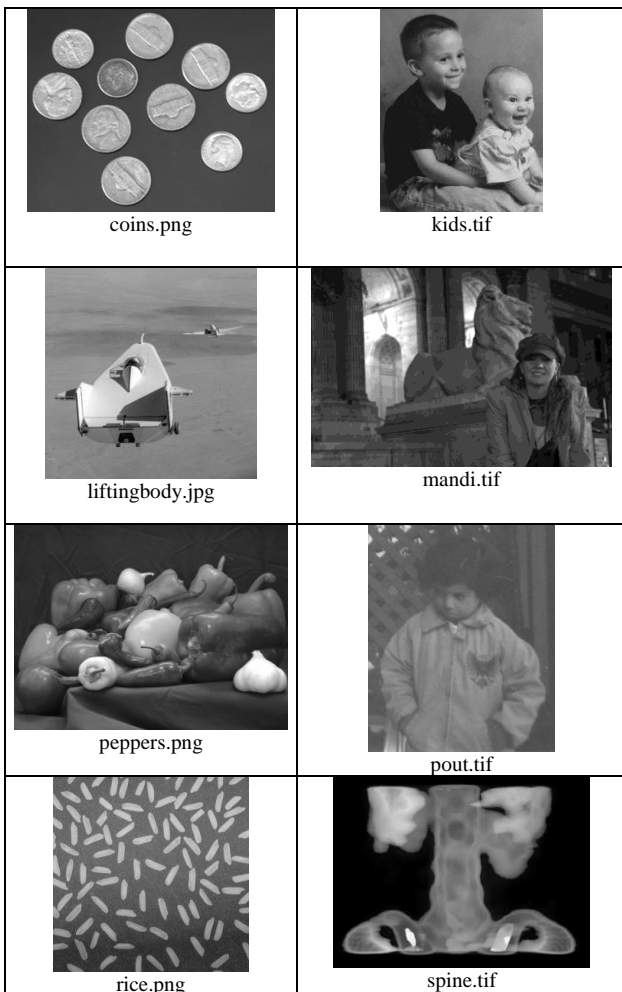 coins.png
kids.tif
liftingbody.jpg
mandi.tif
peppers.png
pout.tif
rice.png
spine.tif